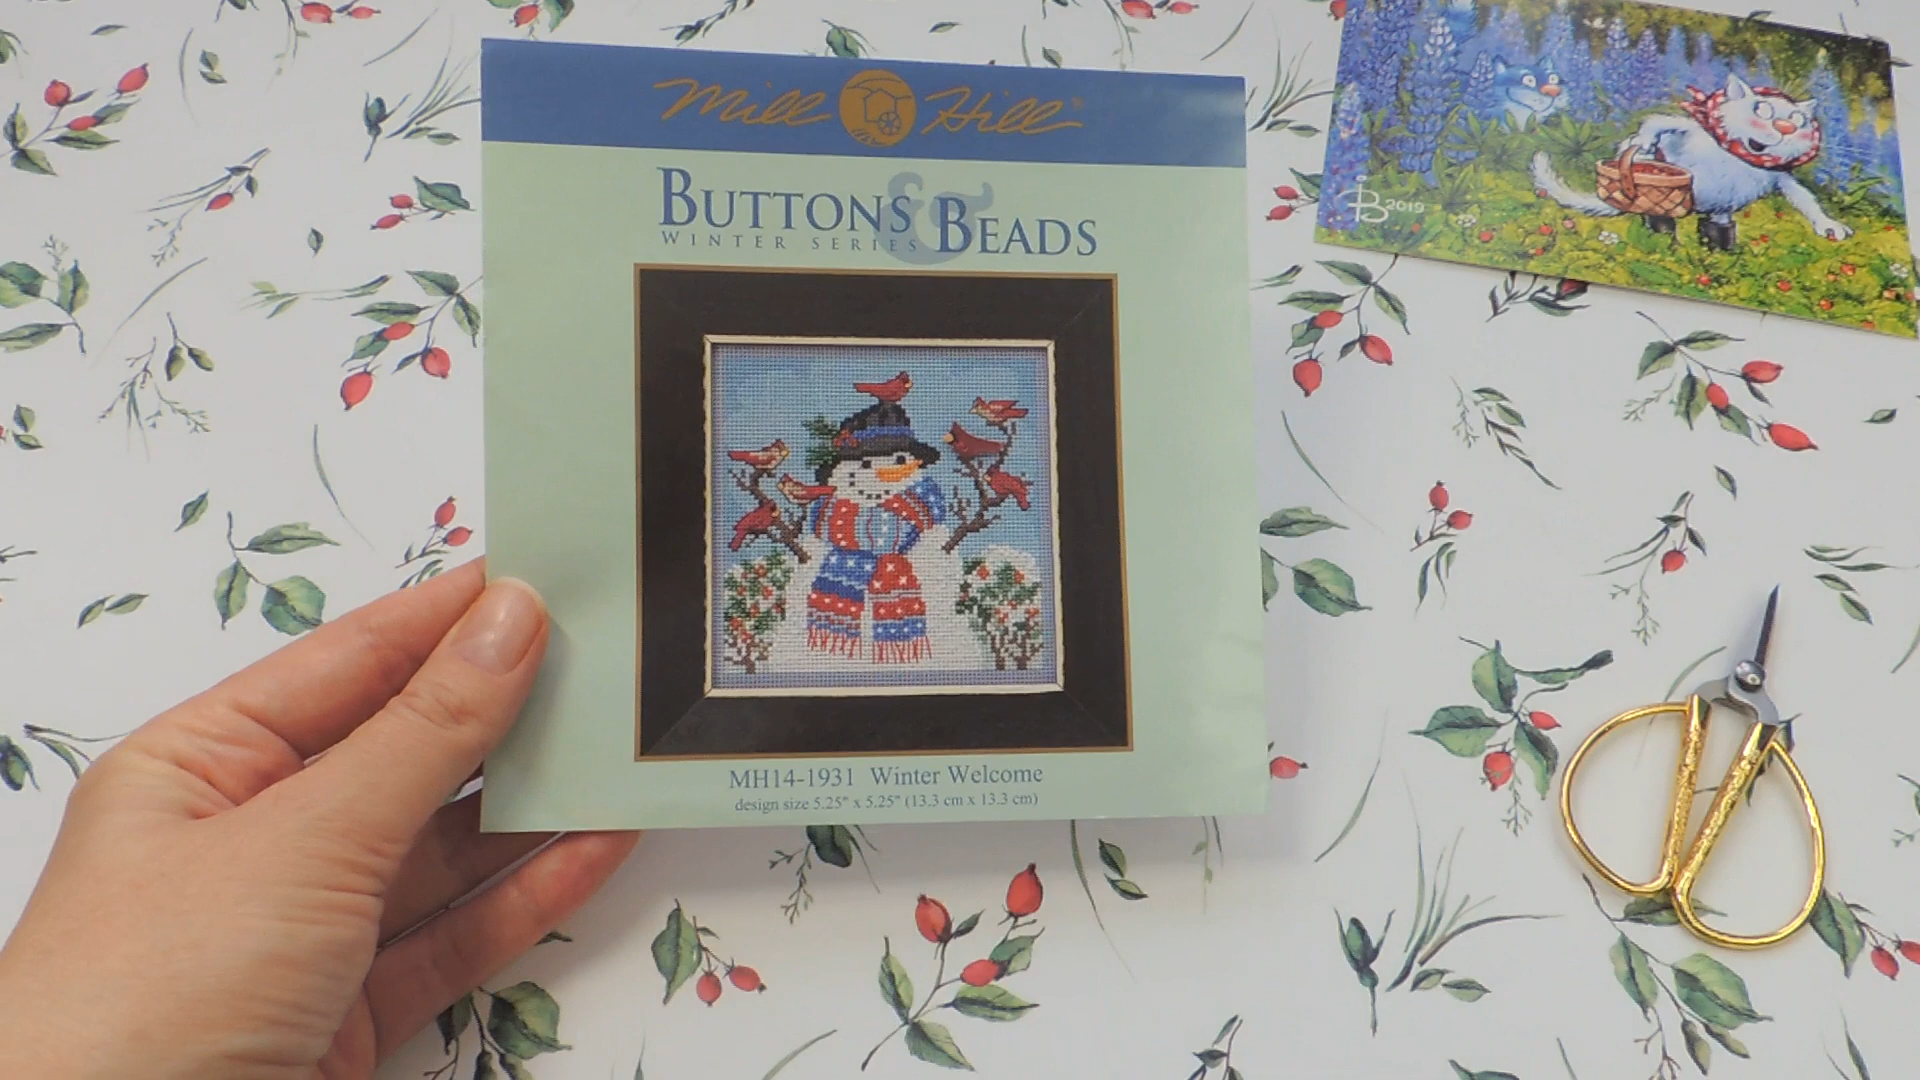 Mill Hill®
BUTTONS & BEADS
WINTER SERIES
MH14-1931 Winter Welcome
design size 5.25" x 5.25" (13.3 cm x 13.3 cm)
2019